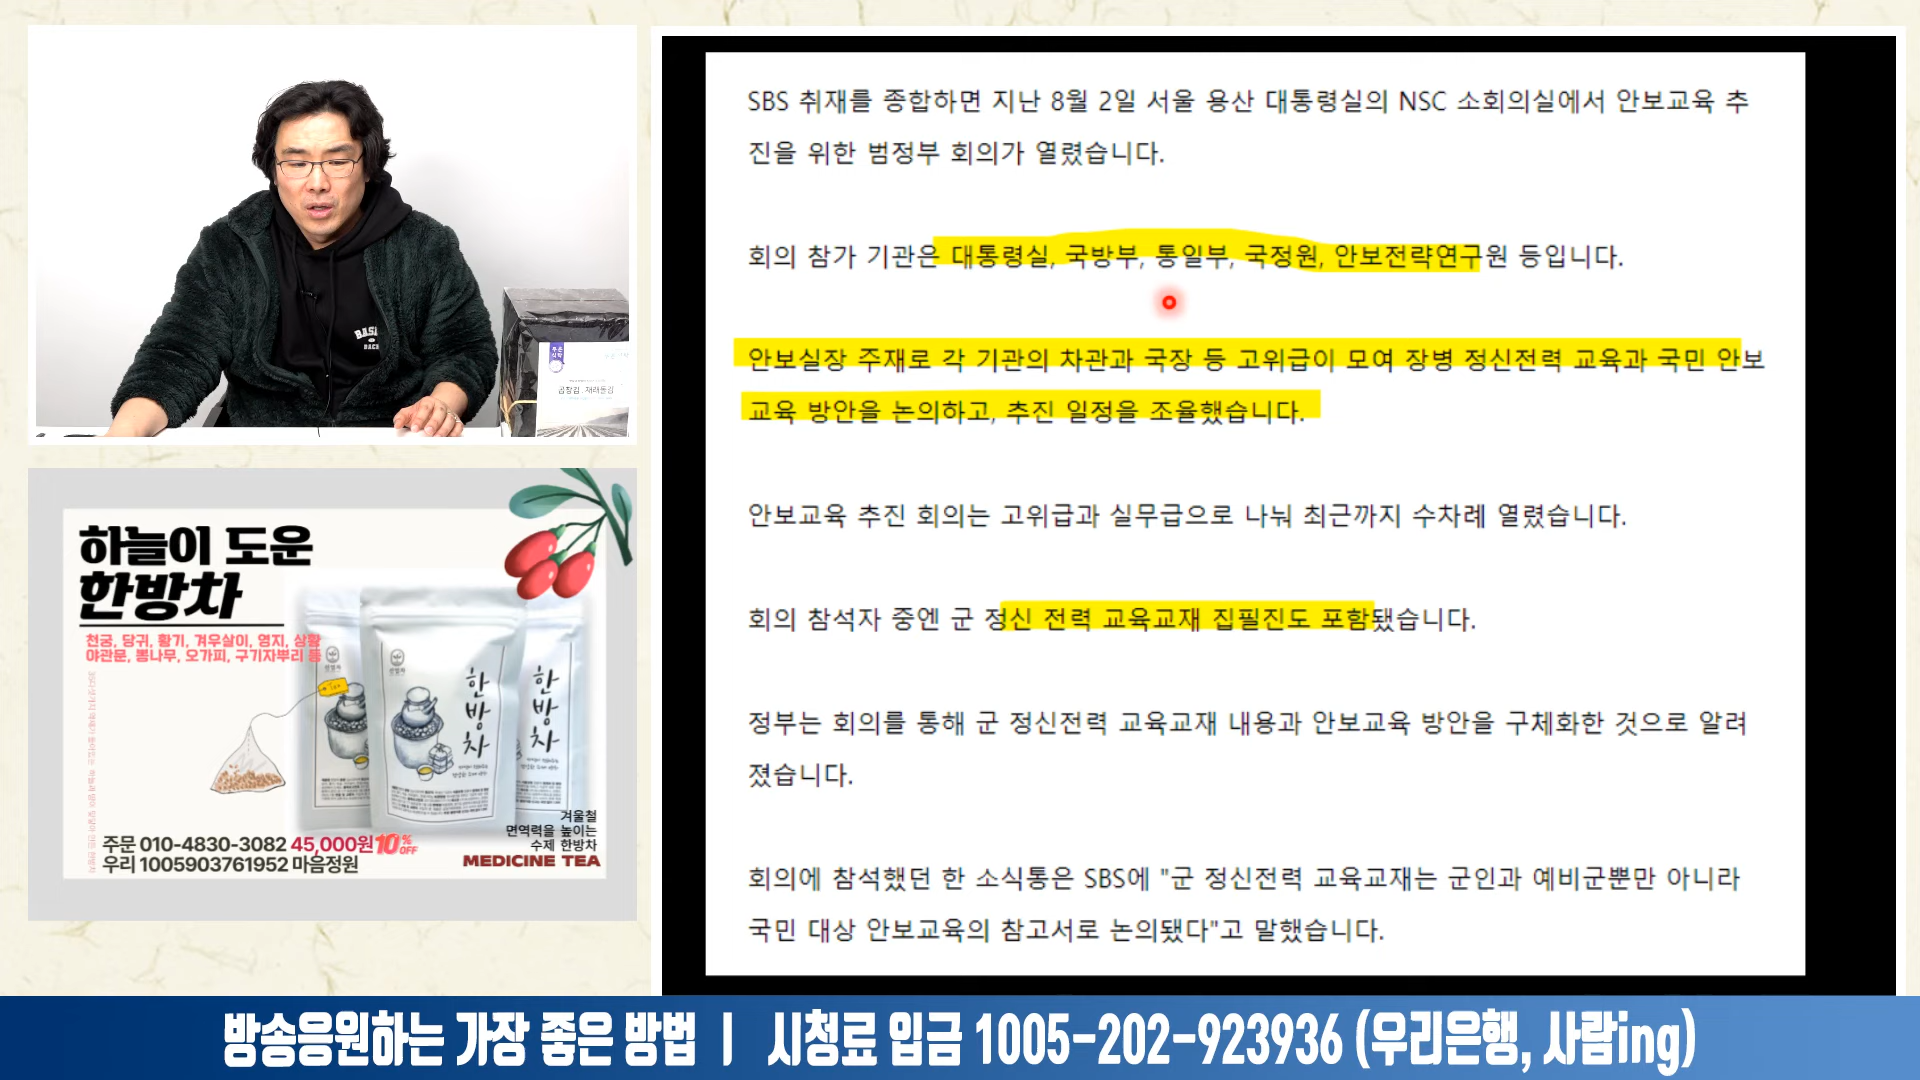 SBS 취재를 종합하면 지난 8월 2일 서울 용산 대통령실의 NSC 소회의실에서 안보교육 추
진을 위한 범정부 회의가 열렸습니다.
회의 참가 기관은 대통령실, 국방부, 통일부, 국정원, 안보전략연구원 등입니다.
안보실장 주재로 각 기관의 차관과 국장 등 고위급이 모여 장병 정신전력 교육과 국민 안보
교육 방안을 논의하고, 추진 일정을 조율했습니다.
안보교육 추진 회의는 고위급과 실무급으로 나눠 최근까지 수차례 열렸습니다.
회의 참석자 중엔 군 정신 전력 교육교재 집필진도 포함됐습니다.
정부는 회의를 통해 군 정신전력 교육교재 내용과 안보교육 방안을 구체화한 것으로 알려
졌습니다.
회의에 참석했던 한 소식통은 SBS에 "군 정신전력 교육교재는 군인과 예비군뿐만 아니라
국민 대상 안보교육의 참고서로 논의됐다"고 말했습니다.
곱창김, 재래돌김
하늘이 도운
한방차
천궁, 당귀, 황기, 겨우살이, 영지, 상황
야관문, 뽕나무, 오가피, 구기자뿌리 등
한방차
한방차
겨울철
면역력을 높이는
수제 한방차
MEDICINE TEA
주문 010-4830-3082 45,000원 10% OFF
우리 1005903761952 마음정원
방송응원하는 가장 좋은 방법 ㅣ 시청료 입금 1005-202-923936 (우리은행, 사람ing)